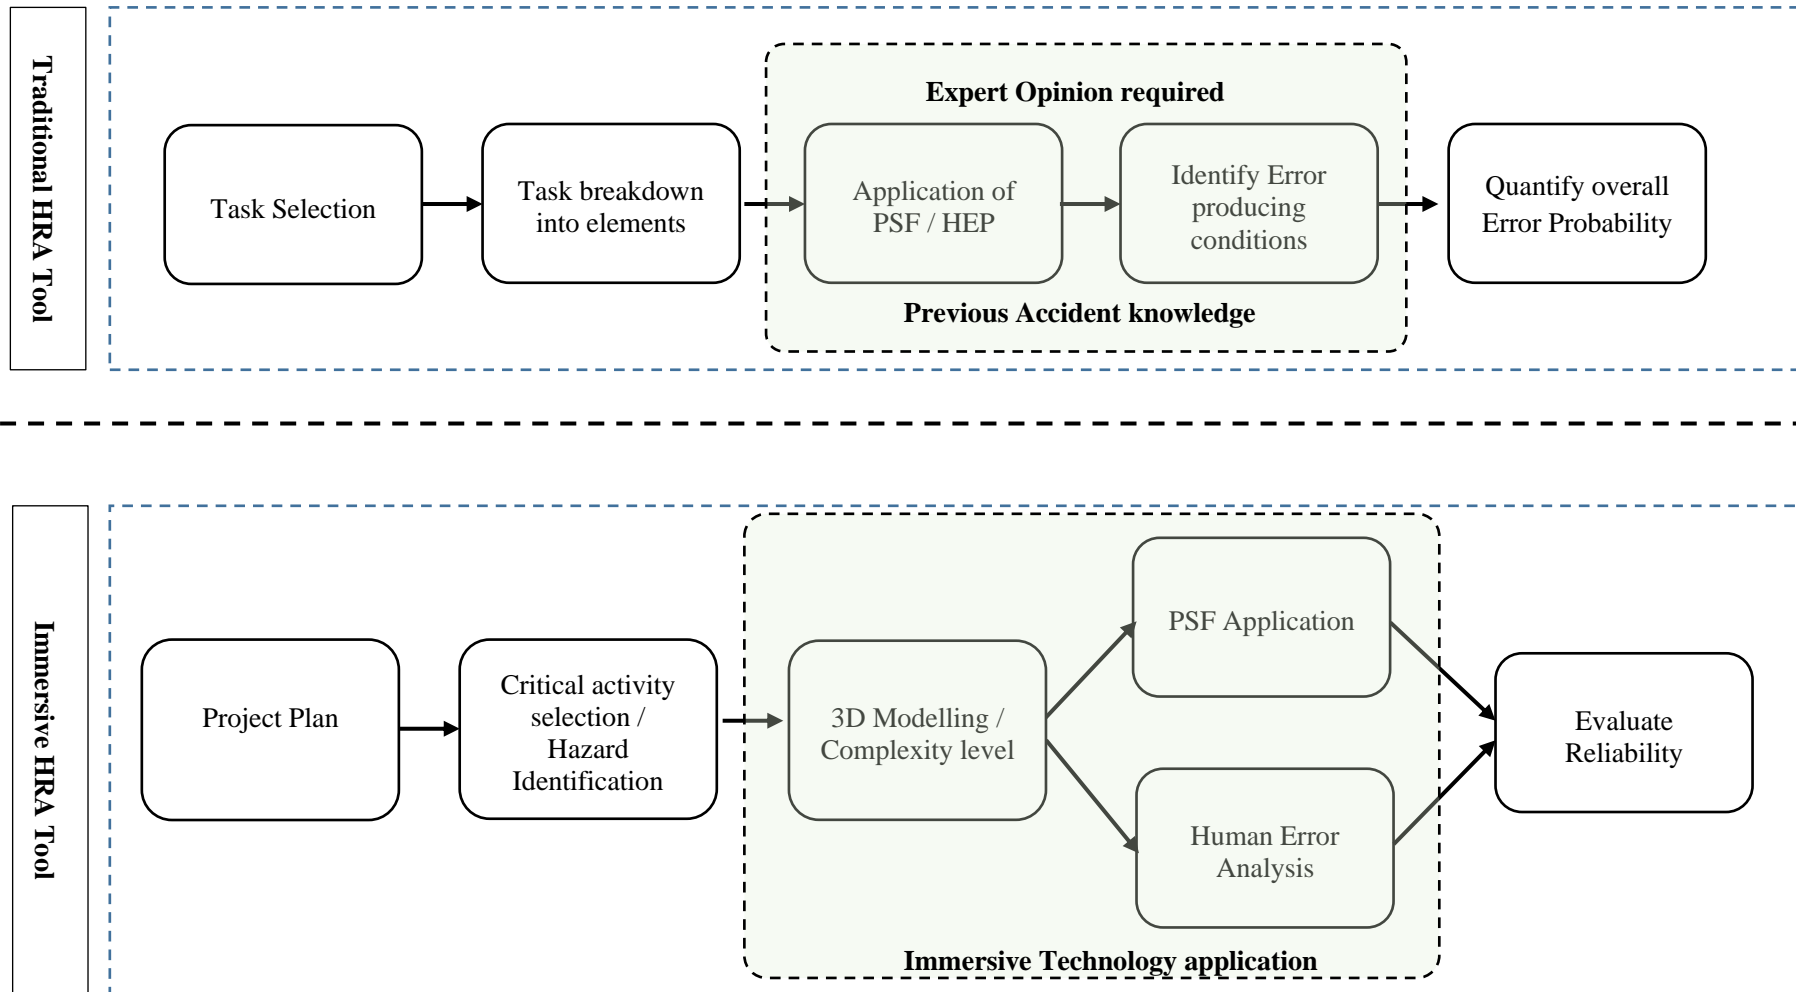 Traditional HRA Tool
Expert Opinion required
Task Selection
Task breakdown
into elements
Application of
PSF / HEP
Identify Error
producing
conditions
Quantify overall
Error Probability
Previous Accident knowledge
Immersive HRA Tool
Project Plan
Critical activity
selection /
Hazard
Identification
3D Modelling /
Complexity level
PSF Application
Human Error
Analysis
Evaluate
Reliability
Immersive Technology application